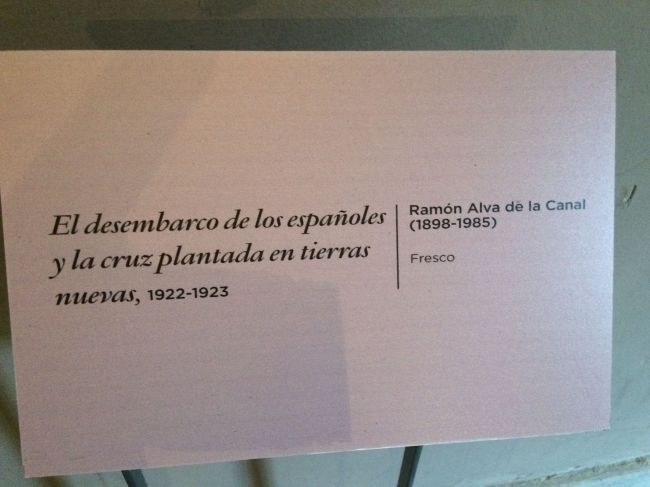 El desembarco de los españoles
y la cruz plantada en tierras
nuevas, 1922-1923
Ramón Alva de la Canal
(1898-1985)
Fresco